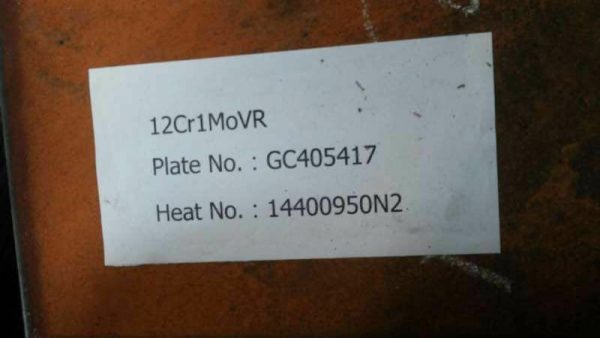 12Cr1MoVR
Plate No. : GC405417
Heat No. : 14400950N2